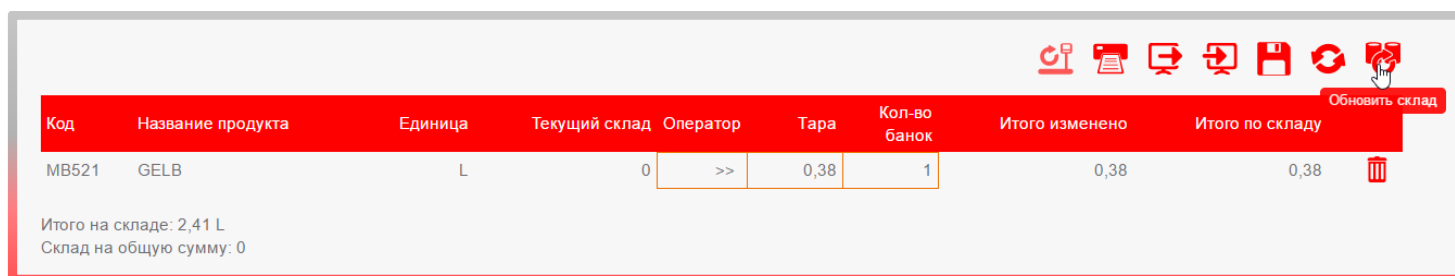 Обновить склад
Код Название продукта Единица Текущий склад Оператор Тара Кол-во банок Итого изменено Итого по складу
MB521 GELB L 0 >> 0,38 1 0,38 0,38
Итого на складе: 2,41 L
Склад на общую сумму: 0